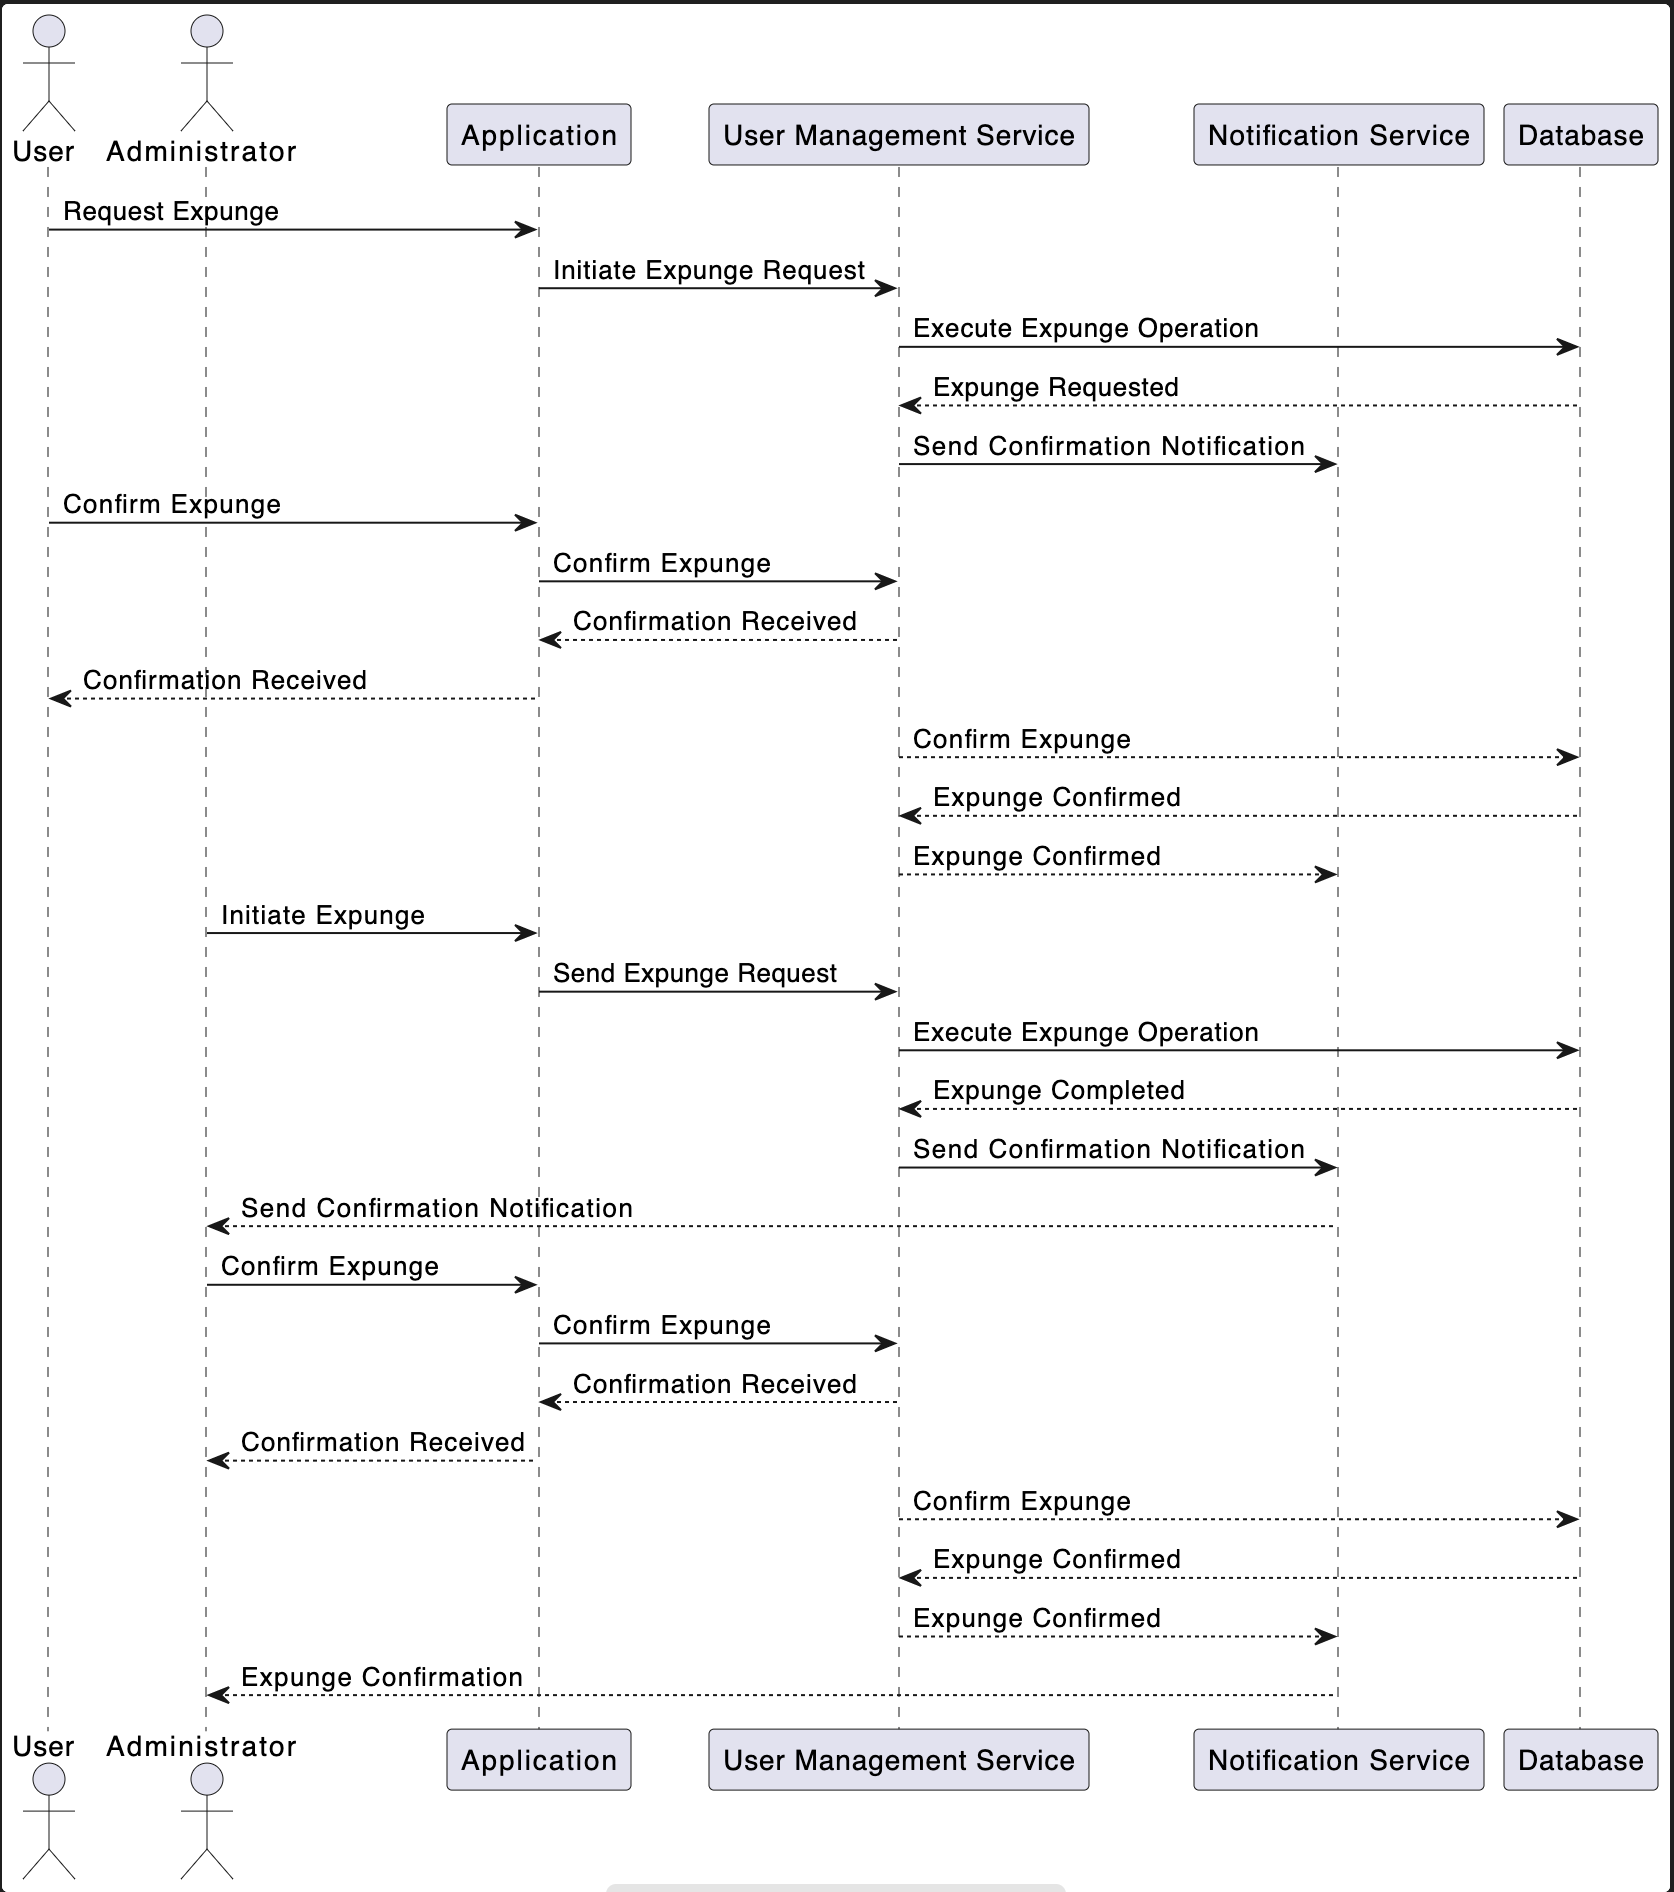 User
Administrator
Application
User Management Service
Notification Service
Database
Request Expunge
Initiate Expunge Request
Execute Expunge Operation
Expunge Requested
Send Confirmation Notification
Confirm Expunge
Confirm Expunge
Confirmation Received
Confirmation Received
Confirm Expunge
Expunge Confirmed
Expunge Confirmed
Initiate Expunge
Send Expunge Request
Execute Expunge Operation
Expunge Completed
Send Confirmation Notification
Send Confirmation Notification
Confirm Expunge
Confirm Expunge
Confirmation Received
Confirmation Received
Confirm Expunge
Expunge Confirmed
Expunge Confirmed
Expunge Confirmation
User
Administrator
Application
User Management Service
Notification Service
Database